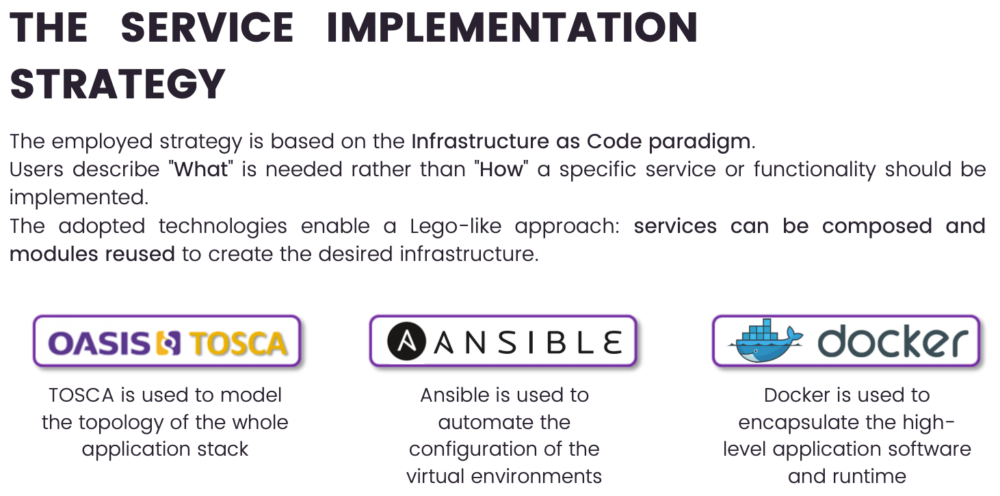 THE SERVICE IMPLEMENTATION
STRATEGY
The employed strategy is based on the Infrastructure as Code paradigm.
Users describe "What" is needed rather than "How" a specific service or functionality should be
implemented.
The adopted technologies enable a Lego-like approach: services can be composed and
modules reused to create the desired infrastructure.
OASIS TOSCA
ANSIBLE
docker
TOSCA is used to model
the topology of the whole
application stack
Ansible is used to
automate the
configuration of the
virtual environments
Docker is used to
encapsulate the high-
level application software
and runtime